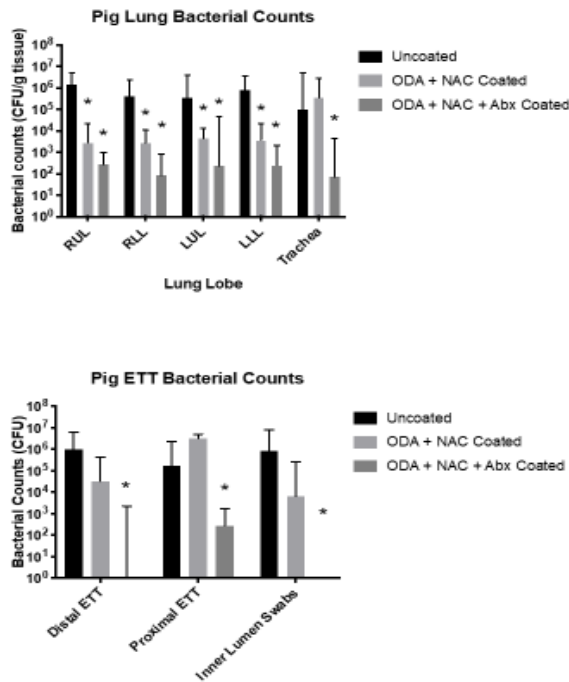 Pig Lung Bacterial Counts
Bacterial counts (CFU/g tissue)
10⁸
10⁷
10⁶
10⁵
10⁴
10³
10²
10¹
10⁰
* * * * * * * * *
RUL RLL LUL LLL Trachea
Lung Lobe
Uncoated
ODA + NAC Coated
ODA + NAC + Abx Coated
Pig ETT Bacterial Counts
Bacterial Counts (CFU)
10⁸
10⁷
10⁶
10⁵
10⁴
10³
10²
10¹
10⁰
* * *
Distal ETT Proximal ETT Inner Lumen Swabs
Uncoated
ODA + NAC Coated
ODA + NAC + Abx Coated